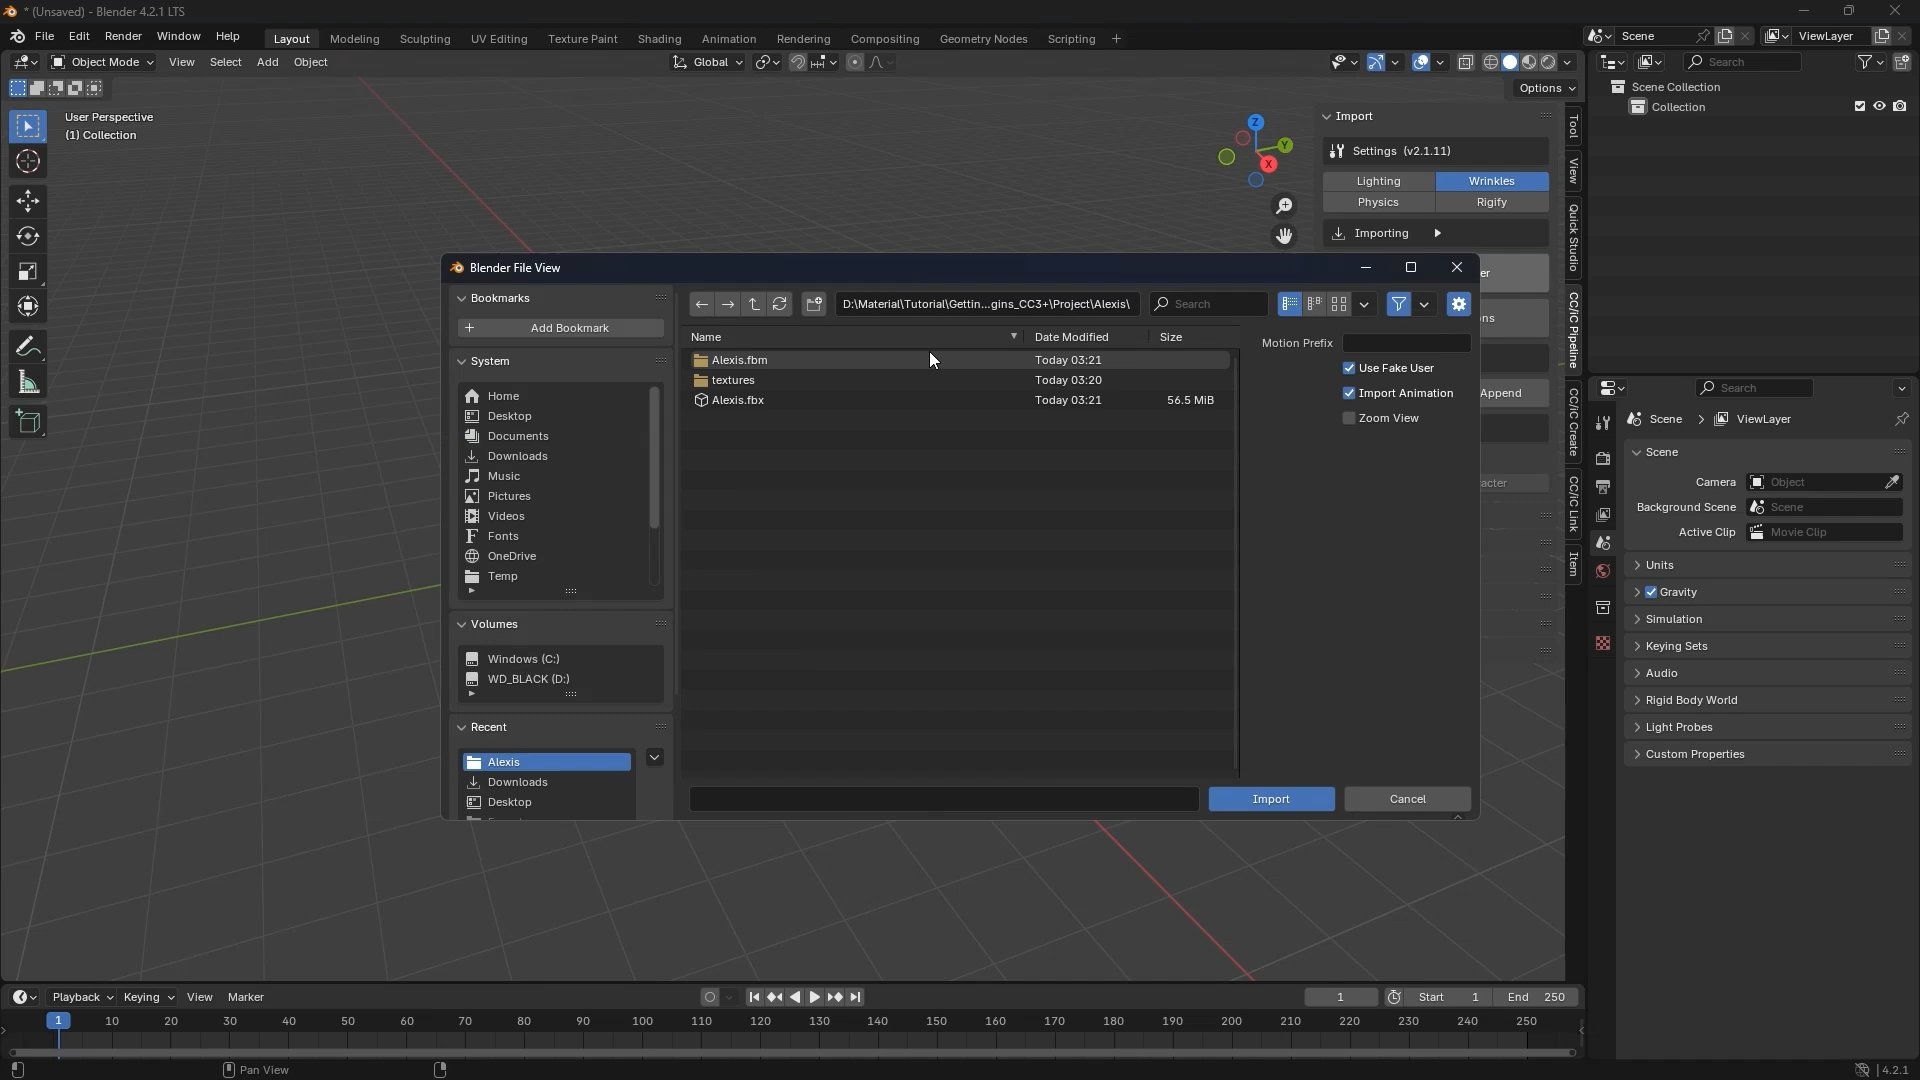 * (Unsaved) - Blender 4.2.1 LTS
File Edit Render Window Help Layout Modeling Sculpting UV Editing Texture Paint Shading Animation Rendering Compositing Geometry Nodes Scripting + Scene ViewLayer
Object Mode View Select Add Object Global Search
Options
Scene Collection
Collection
User Perspective
(1) Collection
Z
Y
X
Import
Settings (v2.1.11)
Lighting Wrinkles
Physics Rigify
Importing
er
ons
Append
acter
Tool
View
Quick Studio
CC/iC Pipeline
CC/iC Create
CC/iC Link
Item
Blender File View
Bookmarks
Add Bookmark
System
Home
Desktop
Documents
Downloads
Music
Pictures
Videos
Fonts
OneDrive
Temp
Volumes
Windows (C:)
WD_BLACK (D:)
Recent
Alexis
Downloads
Desktop
D:\Material\Tutorial\Gettin...gins_CC3+\Project\Alexis\ Search
Name Date Modified Size
Alexis.fbm Today 03:21
textures Today 03:20
Alexis.fbx Today 03:21 56.5 MiB
Motion Prefix
Use Fake User
Import Animation
Zoom View
Import Cancel
Search
Scene ViewLayer
Scene
Camera Object
Background Scene Scene
Active Clip Movie Clip
Units
Gravity
Simulation
Keying Sets
Audio
Rigid Body World
Light Probes
Custom Properties
Playback Keying View Marker 1 Start 1 End 250
1 10 20 30 40 50 60 70 80 90 100 110 120 130 140 150 160 170 180 190 200 210 220 230 240 250
Pan View
4.2.1